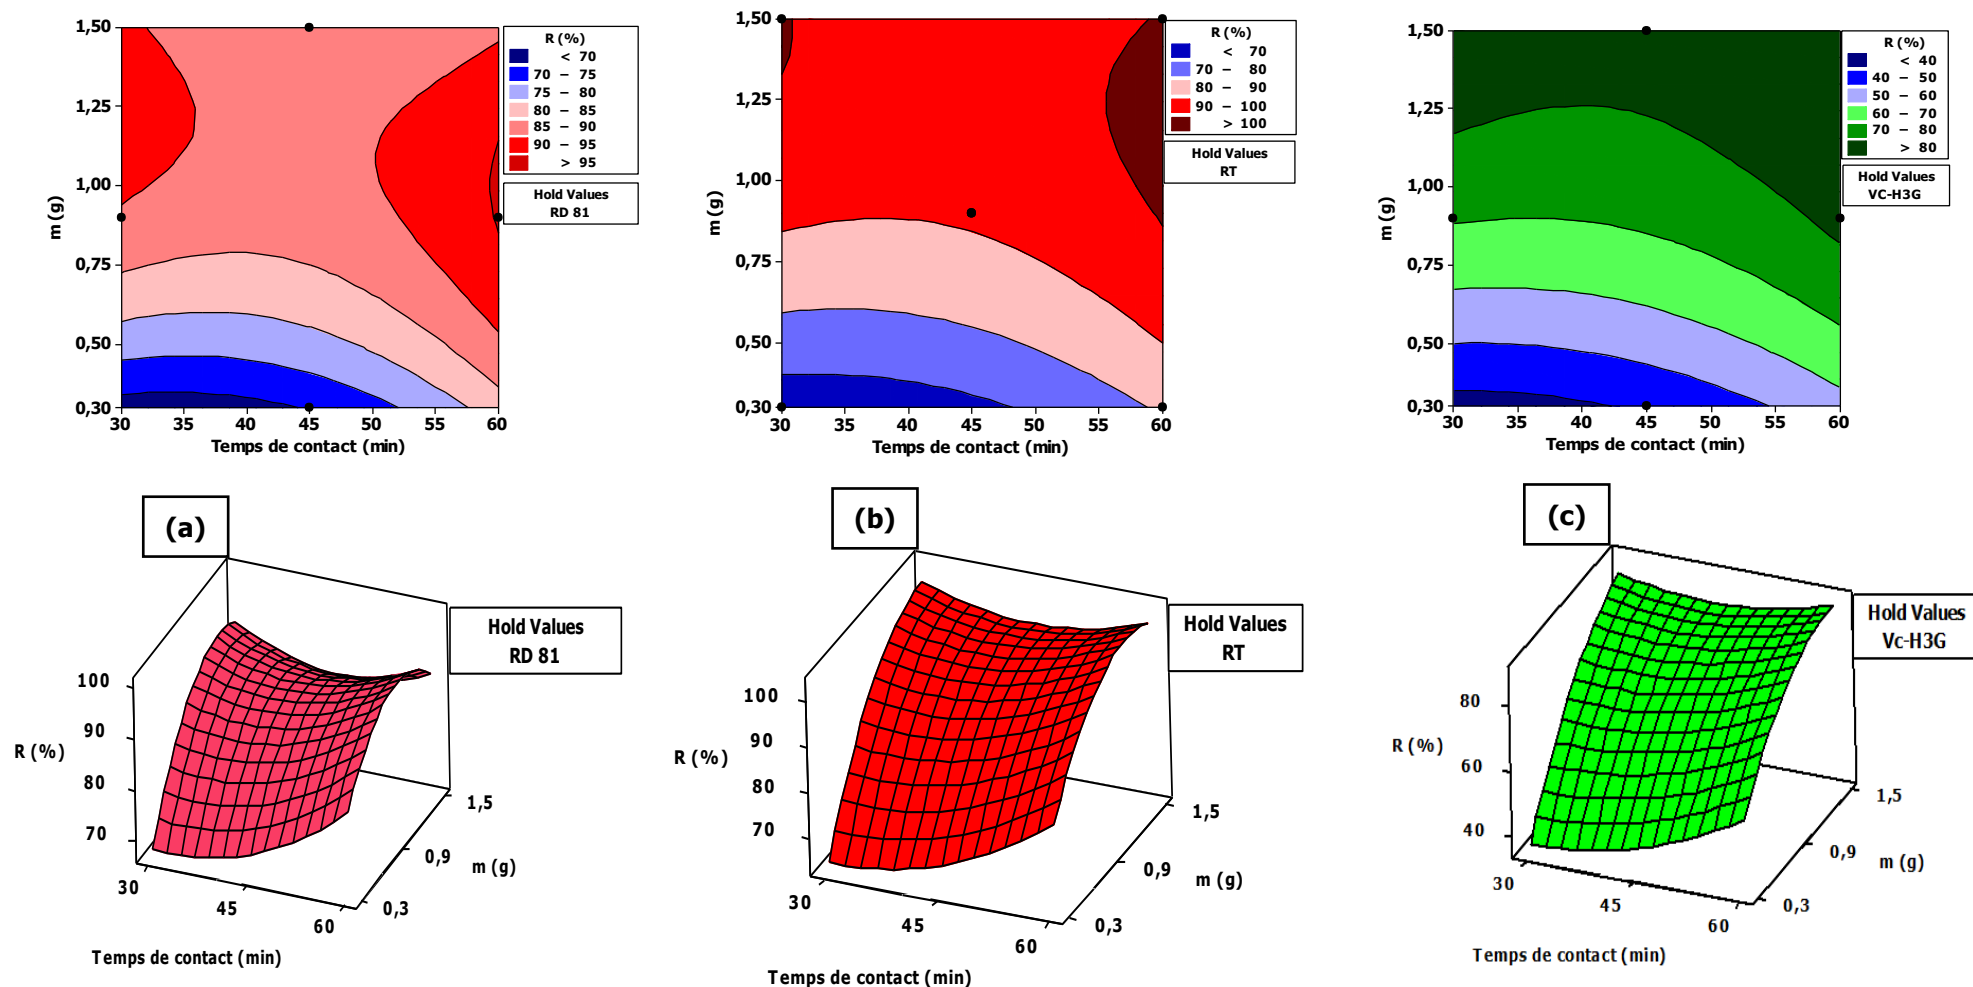 1,50
1,25
1,00
0,75
0,50
0,30
m (g)
30 35 40 45 50 55 60
Temps de contact (min)
R (%)
< 70
70 – 75
75 – 80
80 – 85
85 – 90
90 – 95
> 95
Hold Values
RD 81
1,50
1,25
1,00
0,75
0,50
0,30
m (g)
30 35 40 45 50 55 60
Temps de contact (min)
R (%)
< 70
70 – 80
80 – 90
90 – 100
> 100
Hold Values
RT
1,50
1,25
1,00
0,75
0,50
0,30
m (g)
30 35 40 45 50 55 60
Temps de contact (min)
R (%)
< 40
40 – 50
50 – 60
60 – 70
70 – 80
> 80
Hold Values
VC-H3G
(a)
Hold Values
RD 81
100
90
80
70
R (%)
30
45
60
0,3
0,9
1,5
m (g)
Temps de contact (min)
(b)
Hold Values
RT
100
90
80
70
R (%)
30
45
60
0,3
0,9
1,5
m (g)
Temps de contact (min)
(c)
Hold Values
Vc-H3G
80
60
40
R (%)
30
45
60
0,3
0,9
1,5
m (g)
Temps de contact (min)